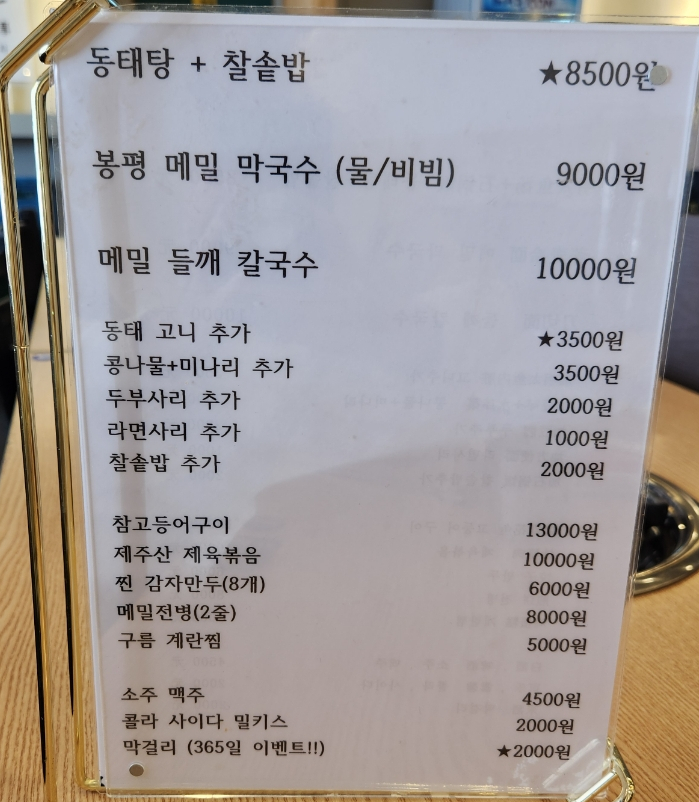 동태탕 + 찰솥밥 ★8500원
봉평 메밀 막국수 (물/비빔) 9000원
메밀 들깨 칼국수 10000원
동태 고니 추가 ★3500원
콩나물+미나리 추가 3500원
두부사리 추가 2000원
라면사리 추가 1000원
찰솥밥 추가 2000원
참고등어구이 13000원
제주산 제육볶음 10000원
찐 감자만두(8개) 6000원
메밀전병(2줄) 8000원
구름 계란찜 5000원
소주 맥주 4500원
콜라 사이다 밀키스 2000원
막걸리 (365일 이벤트!!) ★2000원